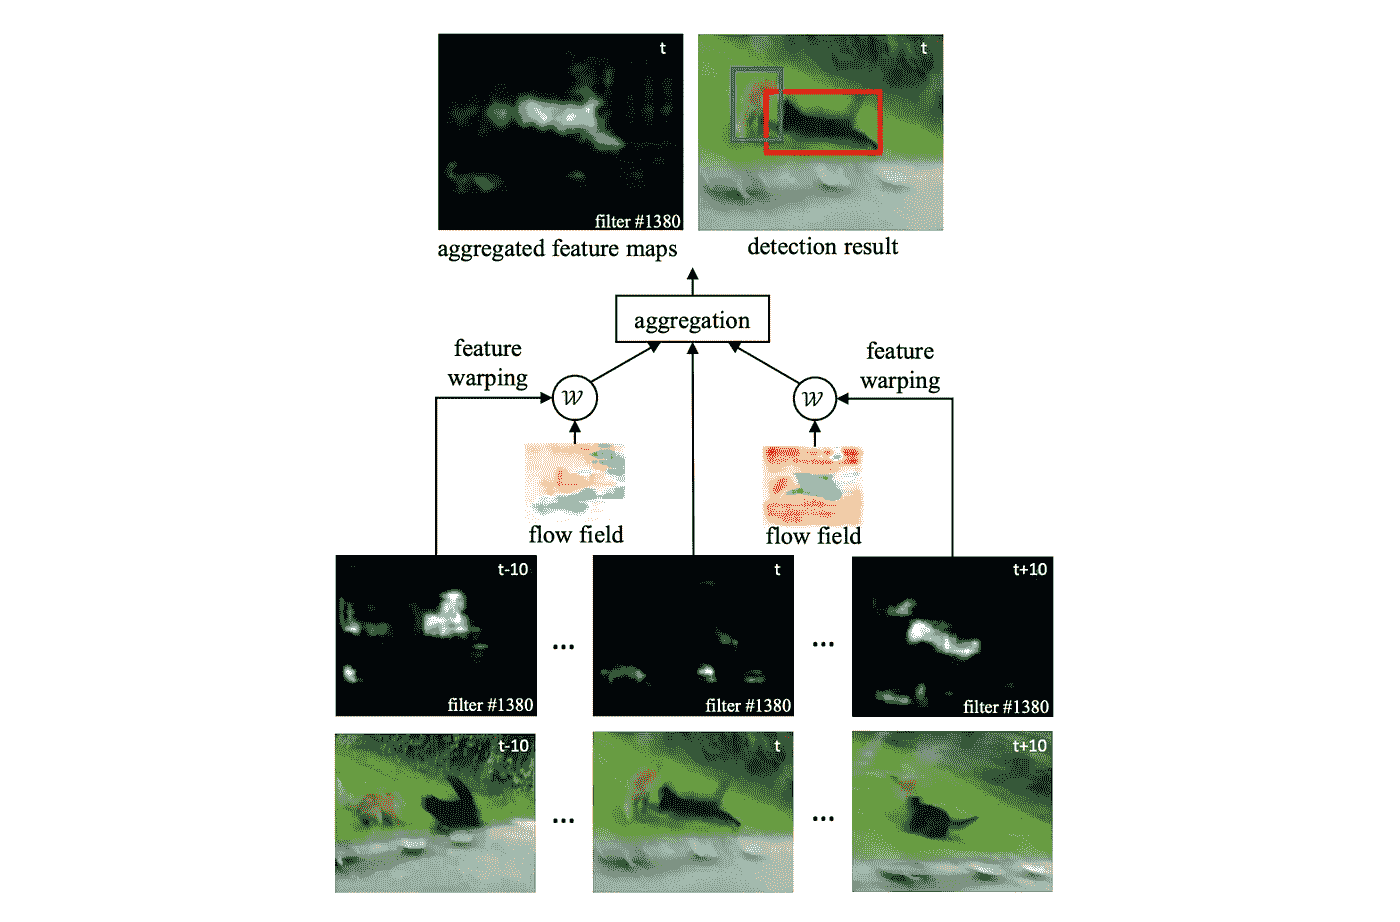 t
t
filter #1380
aggregated feature maps
detection result
aggregation
feature
warping
feature
warping
W
W
flow field
flow field
t-10
t
t+10
...
...
filter #1380
filter #1380
filter #1380
t-10
t
t+10
...
...